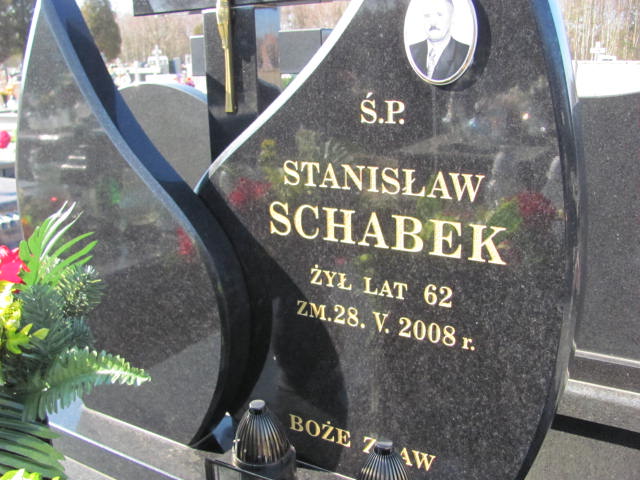 Ś.P.
STANISŁAW
SCHABEK
ŻYŁ LAT 62
ZM.28. V. 2008 r.
BOŻE